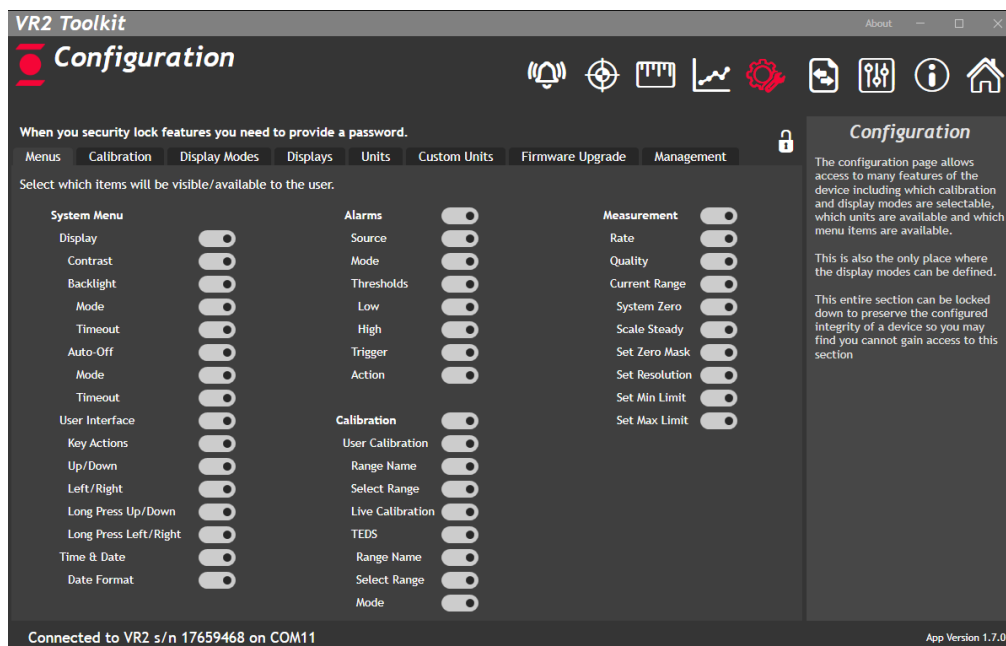 VR2 Toolkit
About
Configuration
When you security lock features you need to provide a password.
Menus Calibration Display Modes Displays Units Custom Units Firmware Upgrade Management
Select which items will be visible/available to the user.
System Menu
Display
Contrast
Backlight
Mode
Timeout
Auto-Off
Mode
Timeout
User Interface
Key Actions
Up/Down
Left/Right
Long Press Up/Down
Long Press Left/Right
Time & Date
Date Format
Alarms
Source
Mode
Thresholds
Low
High
Trigger
Action
Calibration
User Calibration
Range Name
Select Range
Live Calibration
TEDS
Range Name
Select Range
Mode
Measurement
Rate
Quality
Current Range
System Zero
Scale Steady
Set Zero Mask
Set Resolution
Set Min Limit
Set Max Limit
Configuration
The configuration page allows
access to many features of the
device including which calibration
and display modes are selectable,
which units are available and which
menu items are available.
This is also the only place where
the display modes can be defined.
This entire section can be locked
down to preserve the configured
integrity of a device so you may
find you cannot gain access to this
section
Connected to VR2 s/n 17659468 on COM11
App Version 1.7.0